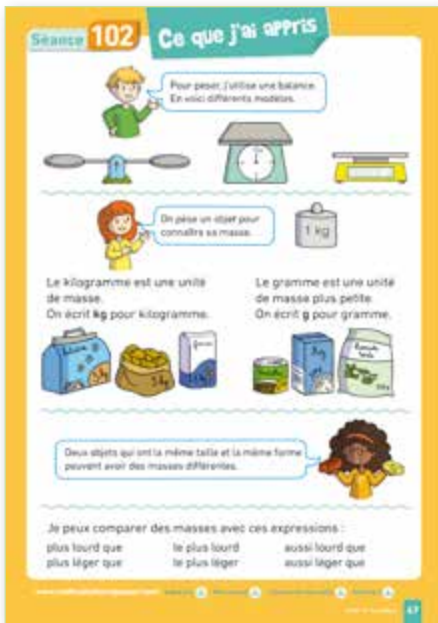 Séance 102
Ce que j'ai appris
Pour peser, j'utilise une balance.
En voici différents modèles.
On pèse un objet pour
connaître sa masse.
1 kg
Le kilogramme est une unité
de masse.
On écrit kg pour kilogramme.
Le gramme est une unité
de masse plus petite.
On écrit g pour gramme.
Deux objets qui ont la même taille et la même forme
peuvent avoir des masses différentes.
Je peux comparer des masses avec ces expressions :
plus lourd que
le plus lourd
aussi lourd que
plus léger que
le plus léger
aussi léger que